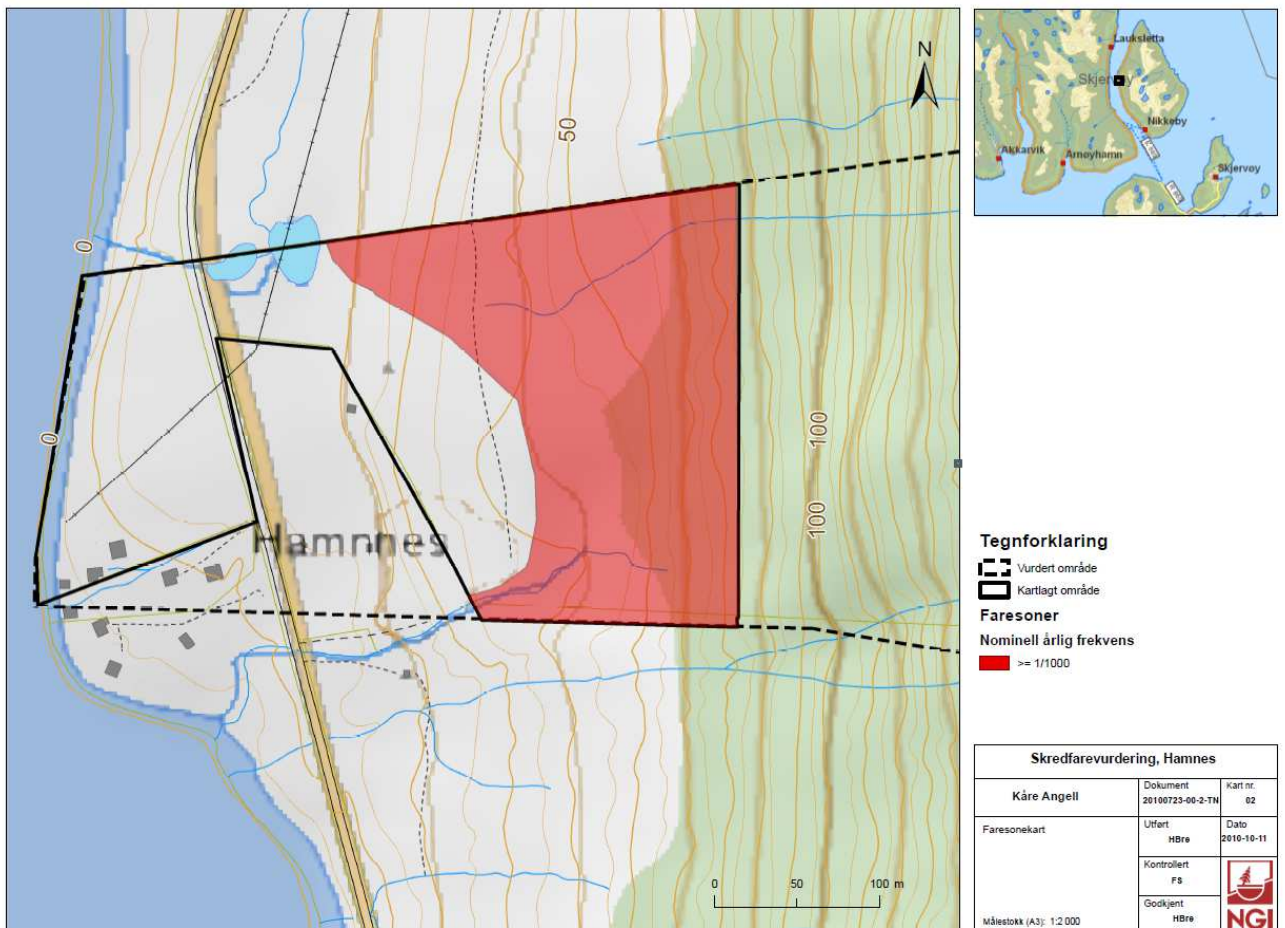 N
50
0
0
Hamnnes
100
100
0 50 100 m
Lauksletta
Skjervøy
Nikkeby
Akkarvik
Arnøyhamn
Skjervøy
Tegnforklaring
Vurdert område
Kartlagt område
Faresoner
Nominell årlig frekvens
>= 1/1000
Skredfarevurdering, Hamnes
Kåre Angell
Dokument
20100723-00-2-TN
Kart nr.
02
Faresonekart
Utført
HBre
Dato
2010-10-11
Kontrollert
FS
Godkjent
HBre
Målestokk (A3): 1:2 000
NGI